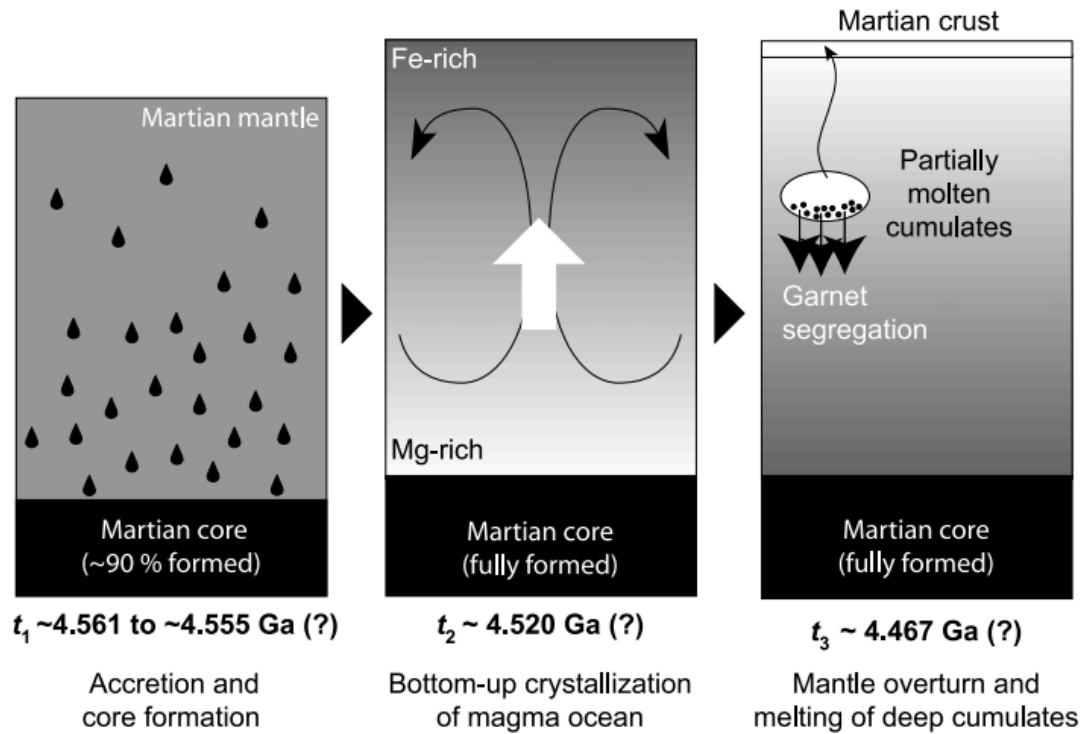 Martian mantle
Martian core
(~90 % formed)
t₁ ~4.561 to ~4.555 Ga (?)
Accretion and
core formation
Fe-rich
Mg-rich
Martian core
(fully formed)
t₂ ~ 4.520 Ga (?)
Bottom-up crystallization
of magma ocean
Martian crust
Partially
molten
cumulates
Garnet
segregation
Martian core
(fully formed)
t₃ ~ 4.467 Ga (?)
Mantle overturn and
melting of deep cumulates